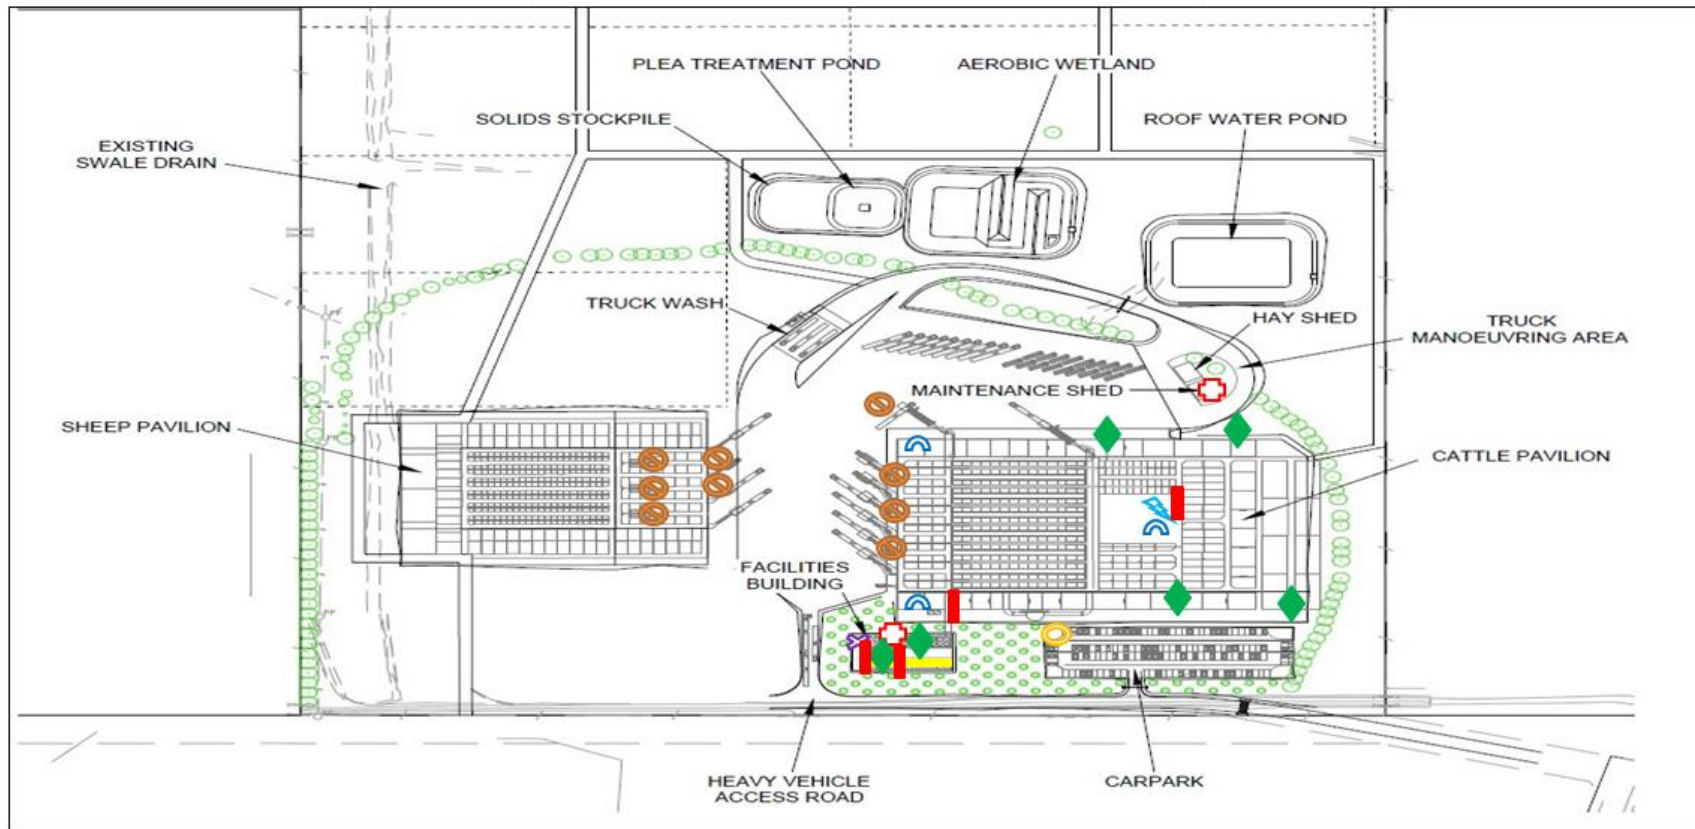 PLEA TREATMENT POND
AEROBIC WETLAND
SOLIDS STOCKPILE
ROOF WATER POND
EXISTING
SWALE DRAIN
TRUCK WASH
HAY SHED
TRUCK
MANOEUVRING AREA
MAINTENANCE SHED
SHEEP PAVILION
CATTLE PAVILION
FACILITIES
BUILDING
HEAVY VEHICLE
ACCESS ROAD
CARPARK